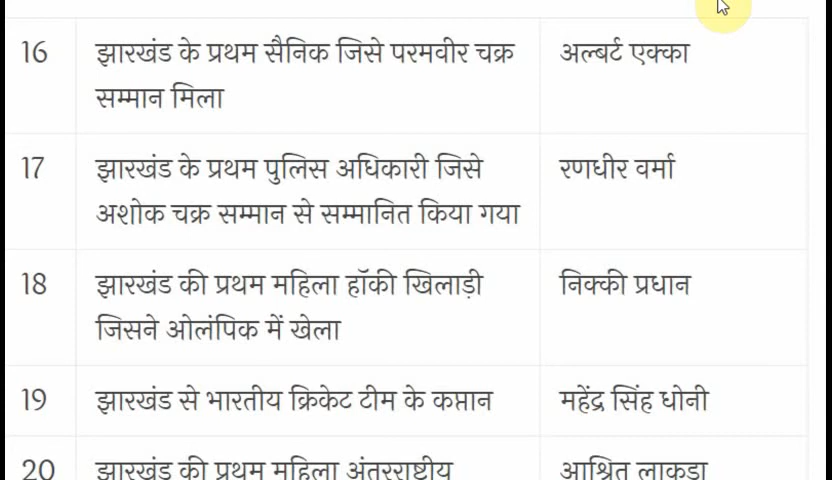 16 झारखंड के प्रथम सैनिक जिसे परमवीर चक्र अल्बर्ट एक्का
सम्मान मिला
17 झारखंड के प्रथम पुलिस अधिकारी जिसे रणधीर वर्मा
अशोक चक्र सम्मान से सम्मानित किया गया
18 झारखंड की प्रथम महिला हॉकी खिलाड़ी निक्की प्रधान
जिसने ओलंपिक में खेला
19 झारखंड से भारतीय क्रिकेट टीम के कप्तान महेंद्र सिंह धोनी
20 झारखंड की प्रथम महिला अंतरराष्ट्रीय आश्रित लाकड़ा